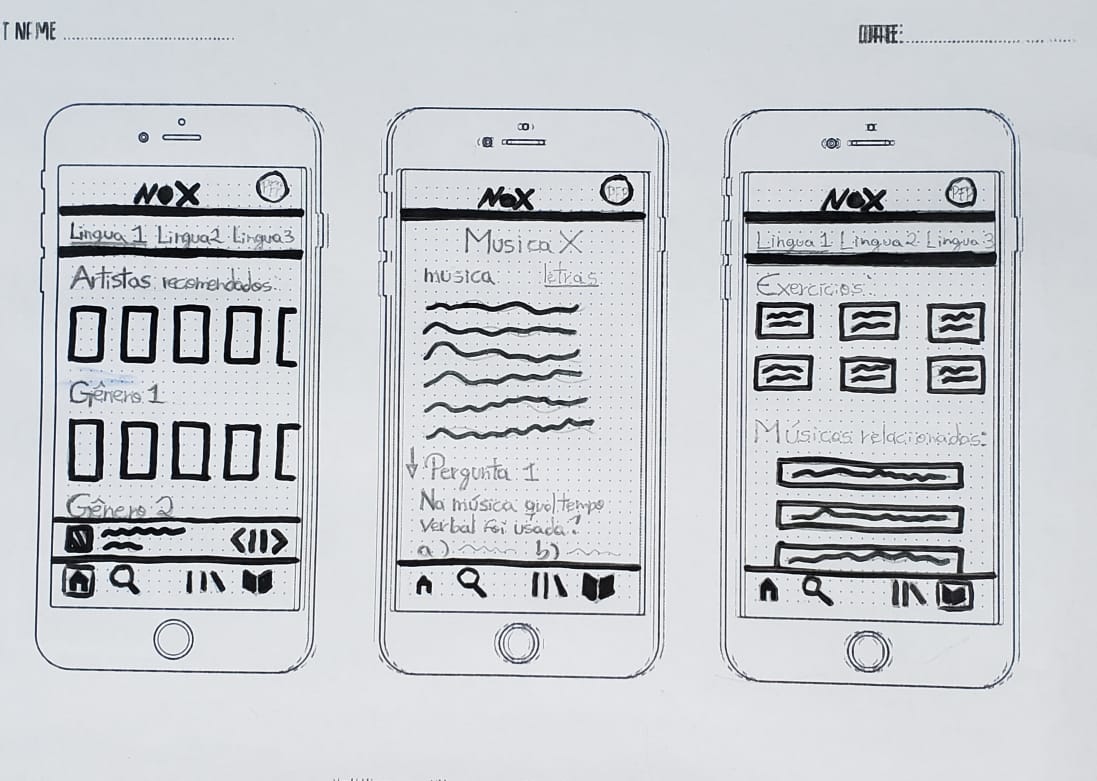 T NAME
DATE:
NOX PFP
Lingua 1 Lingua2 Lingua3
Artistas recomendados:
Gênero 1
Gênero 2
NOX PFP
Musica X
música letras
Pergunta 1
Na música qual tempo
verbal foi usada?
a) b)
NOX PFP
Lingua 1 Lingua 2 Lingua 3
Exercícios:
Músicas relacionadas: